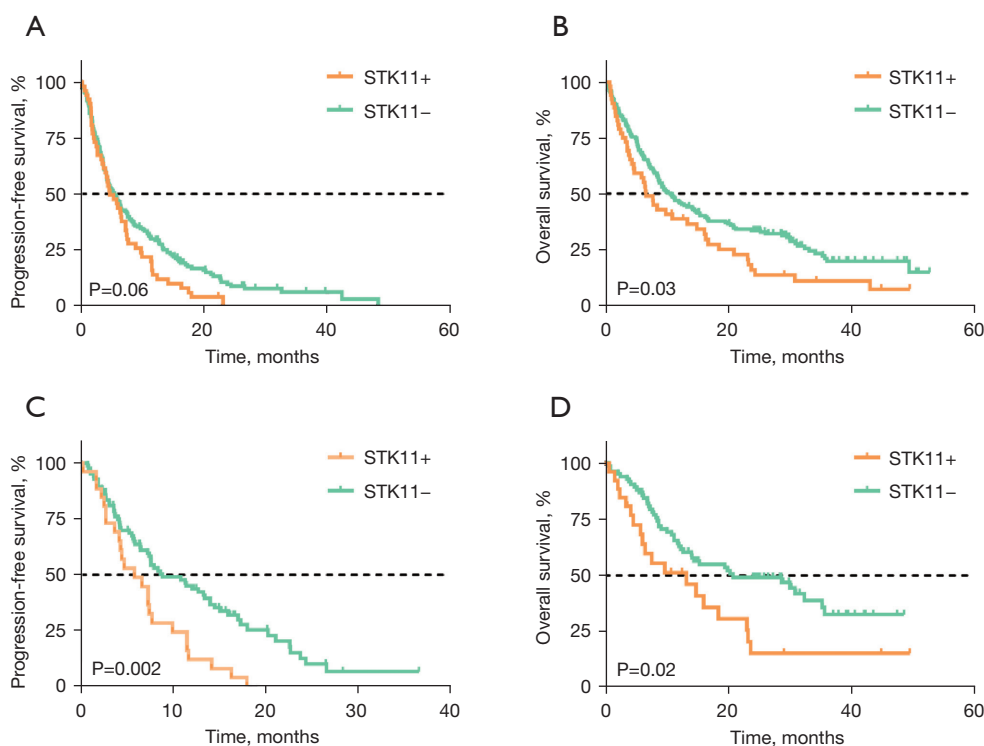 A
Progression-free survival, %
100
75
50
25
0
STK11+
STK11−
P=0.06
0 20 40 60
Time, months
B
Overall survival, %
100
75
50
25
0
STK11+
STK11−
P=0.03
0 20 40 60
Time, months
C
Progression-free survival, %
100
75
50
25
0
STK11+
STK11−
P=0.002
0 10 20 30 40
Time, months
D
Overall survival, %
100
75
50
25
0
STK11+
STK11−
P=0.02
0 20 40 60
Time, months